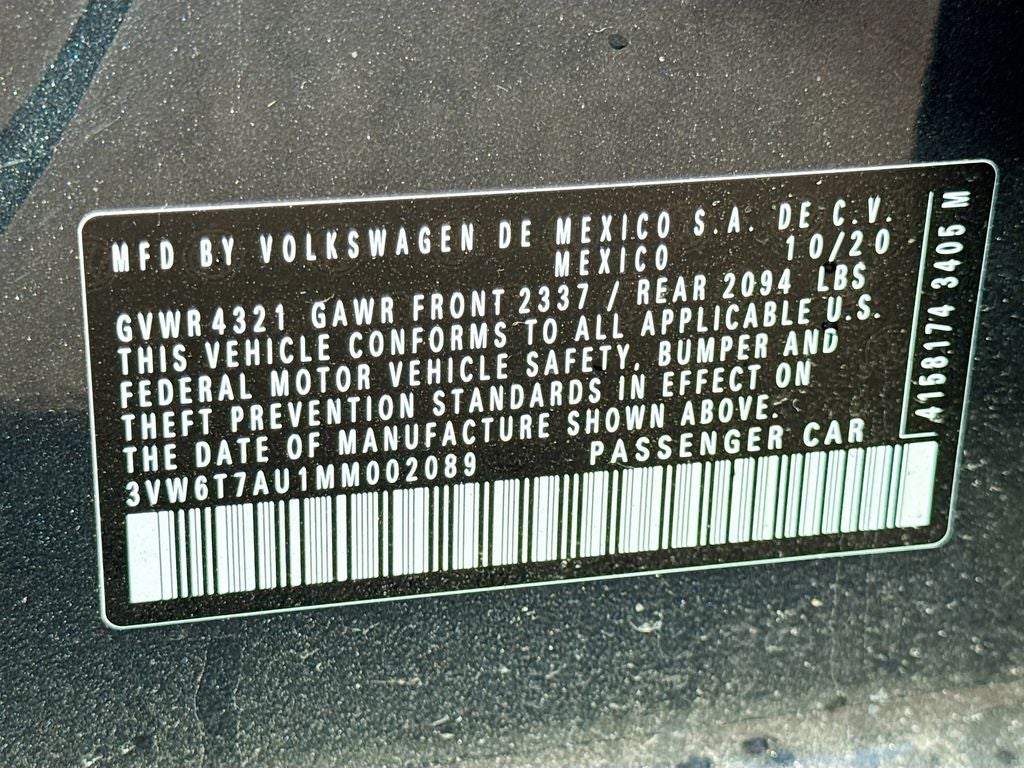 MFD BY VOLKSWAGEN DE MEXICO S.A. DE C.V.
MEXICO 10/20
GVWR 4321 GAWR FRONT 2337 / REAR 2094 LBS
THIS VEHICLE CONFORMS TO ALL APPLICABLE U.S.
FEDERAL MOTOR VEHICLE SAFETY, BUMPER AND
THEFT PREVENTION STANDARDS IN EFFECT ON
THE DATE OF MANUFACTURE SHOWN ABOVE.
3VW6T7AU1MM002089 PASSENGER CAR
4158174 3405 M